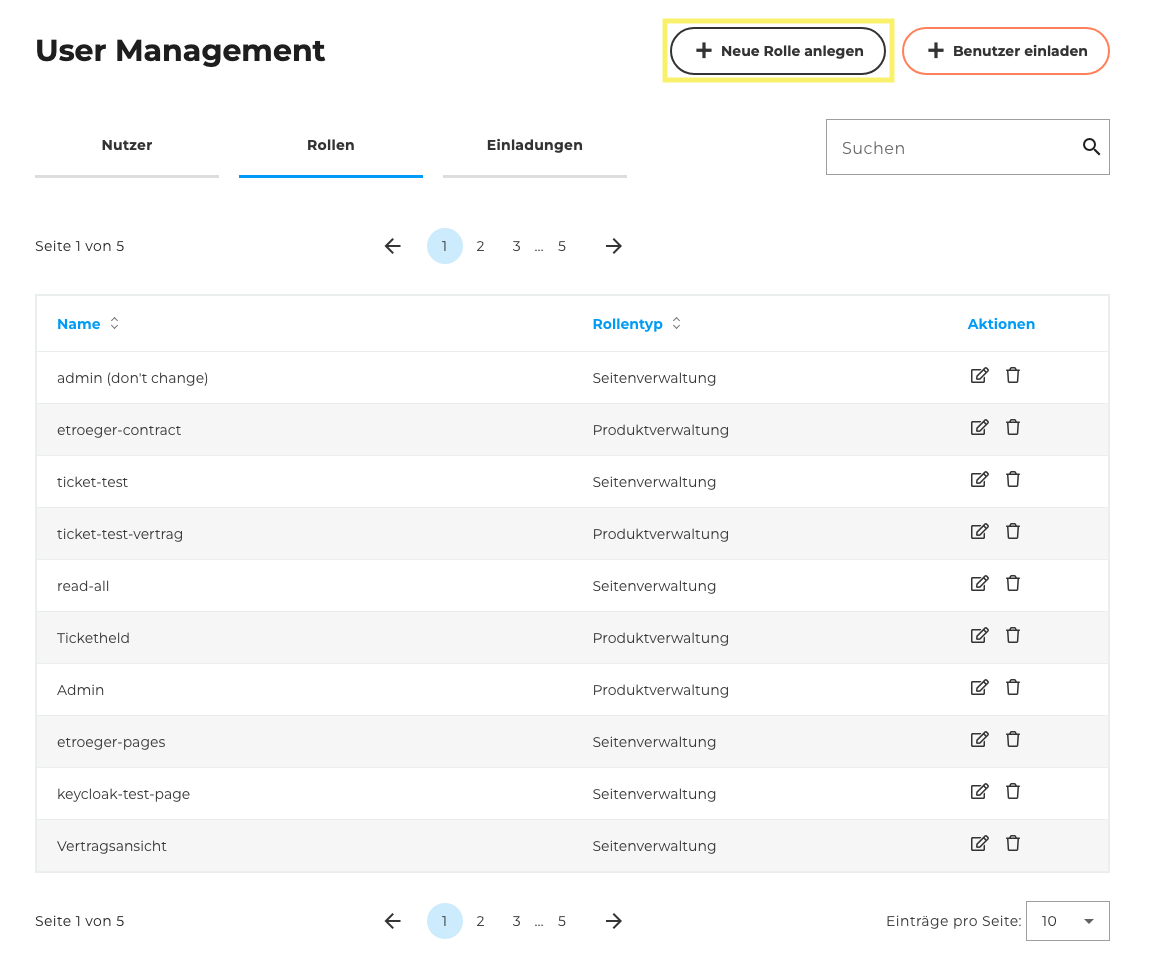 User Management
Neue Rolle anlegen
Benutzer einladen
Nutzer Rollen Einladungen
Suchen
Seite 1 von 5 1 2 3 ... 5
Name Rollentyp Aktionen
admin (don't change) Seitenverwaltung
etroeger-contract Produktverwaltung
ticket-test Seitenverwaltung
ticket-test-vertrag Produktverwaltung
read-all Seitenverwaltung
Ticketheld Produktverwaltung
Admin Produktverwaltung
etroeger-pages Seitenverwaltung
keycloak-test-page Seitenverwaltung
Vertragsansicht Seitenverwaltung
Seite 1 von 5 1 2 3 ... 5 Einträge pro Seite: 10